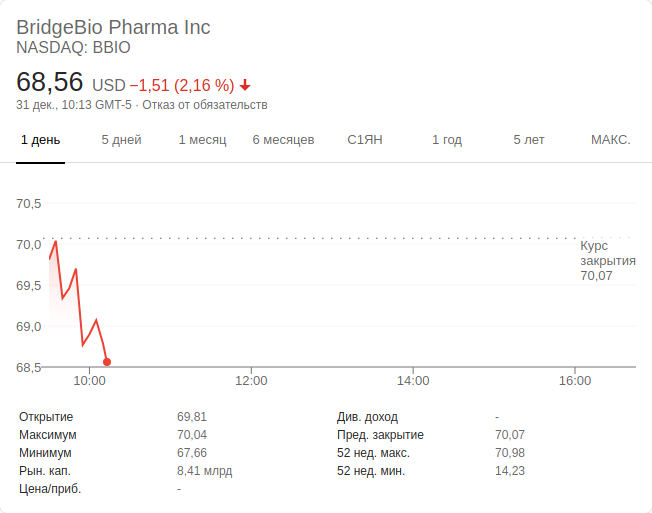 BridgeBio Pharma Inc
NASDAQ: BBIO
68,56 USD −1,51 (2,16 %)
31 дек., 10:13 GMT-5 · Отказ от обязательств
1 день 5 дней 1 месяц 6 месяцев С1ЯН 1 год 5 лет МАКС.
70,5
70,0
69,5
69,0
68,5
Курс
закрытия
70,07
10:00 12:00 14:00 16:00
Открытие 69,81 Див. доход -
Максимум 70,04 Пред. закрытие 70,07
Минимум 67,66 52 нед. макс. 70,98
Рын. кап. 8,41 млрд 52 нед. мин. 14,23
Цена/приб. -